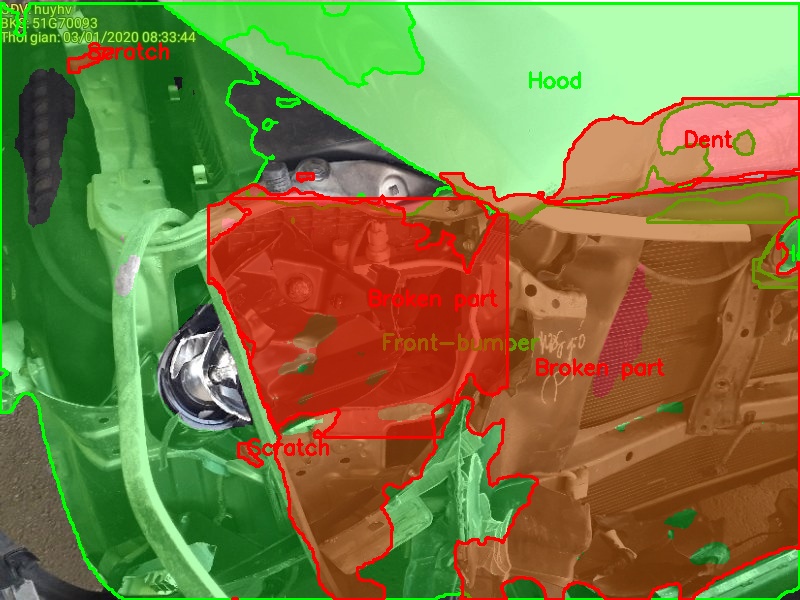 GDV: huyhv
BKS: 51G70093
Thoi gian: 03/01/2020 08:33:44
Scratch
Hood
Dent
Broken part
Front-bumper
Broken part
Scratch